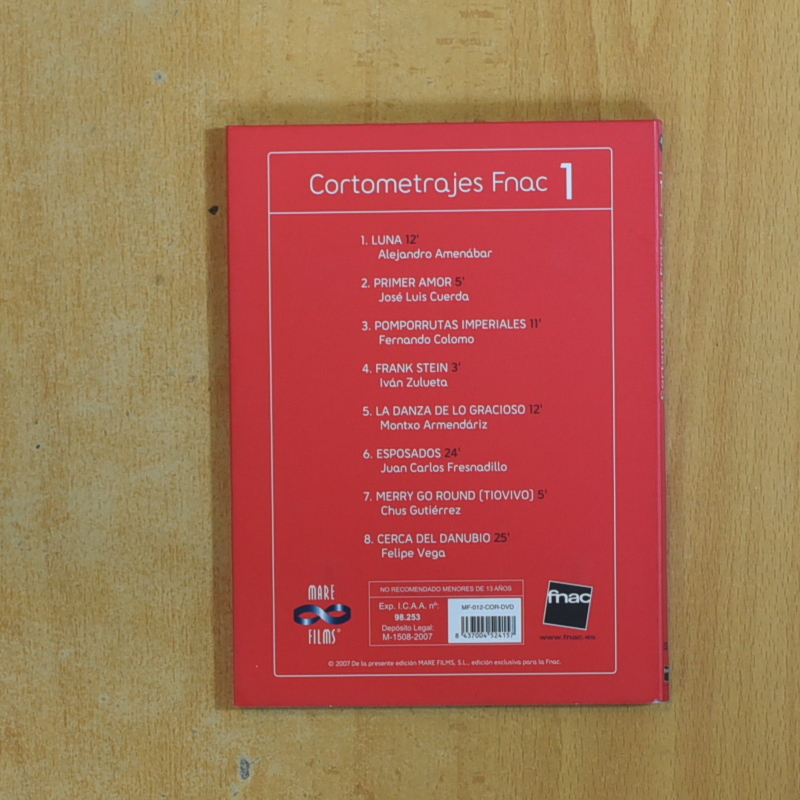 Cortometrajes Fnac 1
1. LUNA 12'
Alejandro Amenábar
2. PRIMER AMOR 5'
José Luis Cuerda
3. POMPORRUTAS IMPERIALES 11'
Fernando Colomo
4. FRANK STEIN 3'
Iván Zulueta
5. LA DANZA DE LO GRACIOSO 12'
Montxo Armendáriz
6. ESPOSADOS 24'
Juan Carlos Fresnadillo
7. MERRY GO ROUND (TIOVIVO) 5'
Chus Gutiérrez
8. CERCA DEL DANUBIO 25'
Felipe Vega
MARE
FILMS®
NO RECOMENDADO MENORES DE 13 AÑOS
Exp. I.C.A.A. nº:
98.253
Depósito Legal:
M-1508-2007
MF-012-COR-DVD
8 437004 524157
fnac
www.fnac.es
© 2007 De la presente edición MARE FILMS, S.L., edición exclusiva para la Fnac.